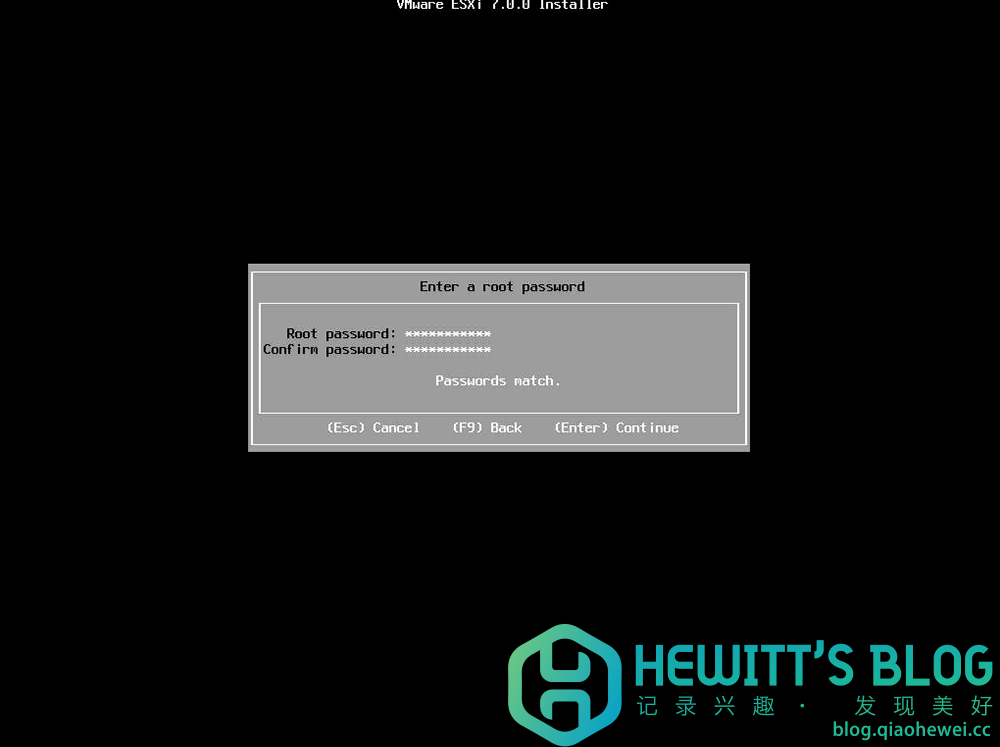 VMware ESXi 7.0.0 Installer
Enter a root password
Root password: ***********
Confirm password: ***********
Passwords match.
(Esc) Cancel (F9) Back (Enter) Continue
HEWITT'S BLOG
记录兴趣 · 发现美好
blog.qiaohewei.cc